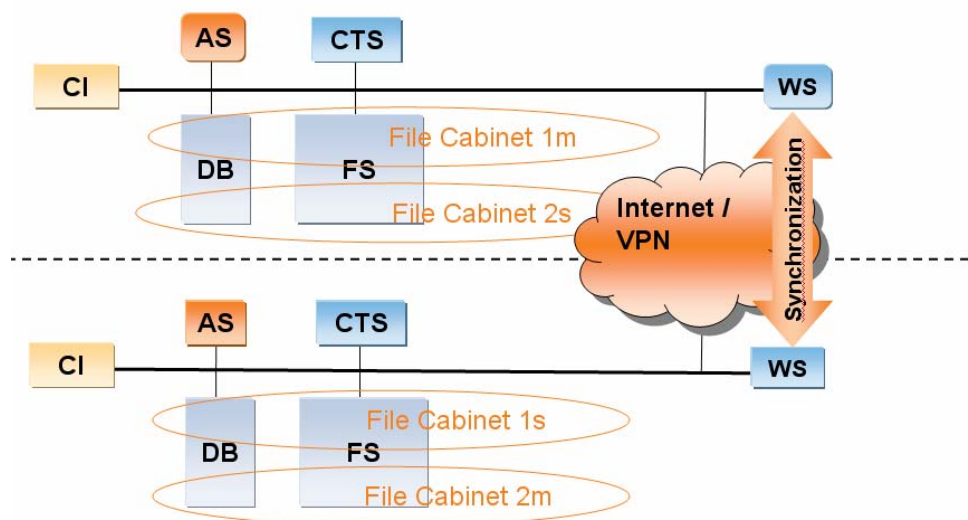 AS
CTS
CI
WS
File Cabinet 1m
DB
FS
File Cabinet 2s
Internet /
VPN
Synchronization
AS
CTS
CI
WS
File Cabinet 1s
DB
FS
File Cabinet 2m